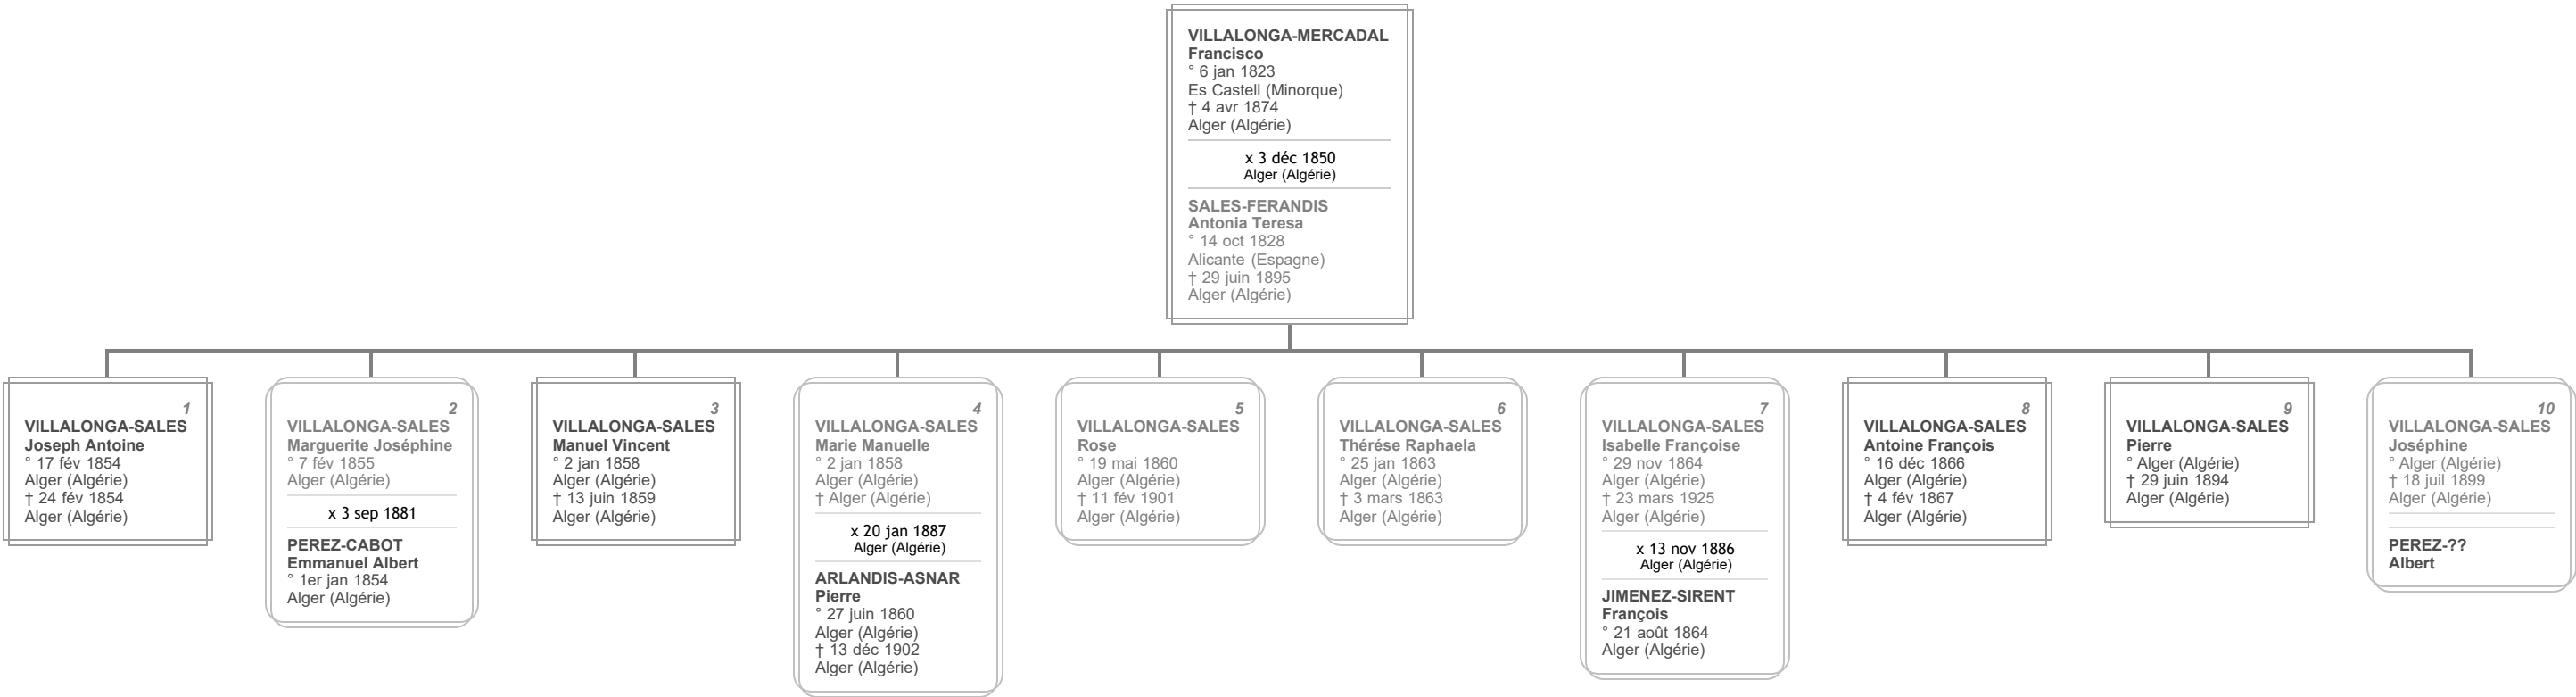 VILLALONGA-MERCADAL
Francisco
° 6 jan 1823
Es Castell (Minorque)
† 4 avr 1874
Alger (Algérie)
x 3 déc 1850
Alger (Algérie)
SALES-FERANDIS
Antonia Teresa
° 14 oct 1828
Alicante (Espagne)
† 29 juin 1895
Alger (Algérie)
1
VILLALONGA-SALES
Joseph Antoine
° 17 fév 1854
Alger (Algérie)
† 24 fév 1854
Alger (Algérie)
2
VILLALONGA-SALES
Marguerite Joséphine
° 7 fév 1855
Alger (Algérie)
x 3 sep 1881
PEREZ-CABOT
Emmanuel Albert
° 1er jan 1854
Alger (Algérie)
3
VILLALONGA-SALES
Manuel Vincent
° 2 jan 1858
Alger (Algérie)
† 13 juin 1859
Alger (Algérie)
4
VILLALONGA-SALES
Marie Manuelle
° 2 jan 1858
Alger (Algérie)
† Alger (Algérie)
x 20 jan 1887
Alger (Algérie)
ARLANDIS-ASNAR
Pierre
° 27 juin 1860
Alger (Algérie)
† 13 déc 1902
Alger (Algérie)
5
VILLALONGA-SALES
Rose
° 19 mai 1860
Alger (Algérie)
† 11 fév 1901
Alger (Algérie)
6
VILLALONGA-SALES
Thérése Raphaela
° 25 jan 1863
Alger (Algérie)
† 3 mars 1863
Alger (Algérie)
7
VILLALONGA-SALES
Isabelle Françoise
° 29 nov 1864
Alger (Algérie)
† 23 mars 1925
Alger (Algérie)
x 13 nov 1886
Alger (Algérie)
JIMENEZ-SIRENT
François
° 21 août 1864
Alger (Algérie)
8
VILLALONGA-SALES
Antoine François
° 16 déc 1866
Alger (Algérie)
† 4 fév 1867
Alger (Algérie)
9
VILLALONGA-SALES
Pierre
° Alger (Algérie)
† 29 juin 1894
Alger (Algérie)
10
VILLALONGA-SALES
Joséphine
° Alger (Algérie)
† 18 juil 1899
Alger (Algérie)
PEREZ-??
Albert